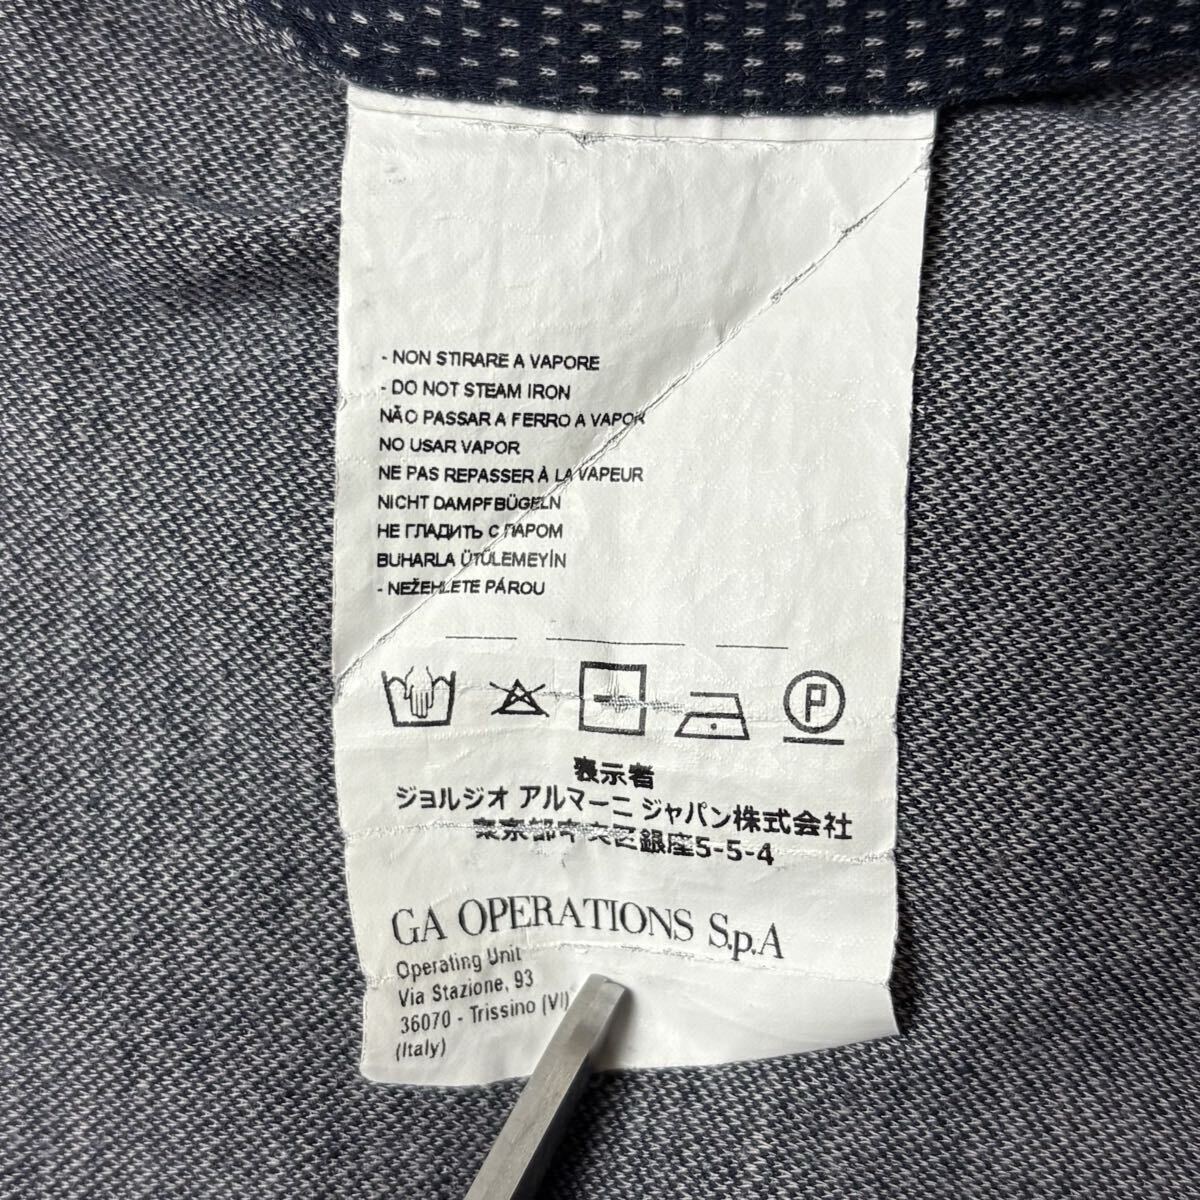 - NON STIRARE A VAPORE
- DO NOT STEAM IRON
NÃO PASSAR A FERRO A VAPOR
NO USAR VAPOR
NE PAS REPASSER À LA VAPEUR
NICHT DAMPFBÜGELN
НЕ ГЛАДИТЬ С ПАРОМ
BUHARLA ÜTÜLEMEYİN
- NEŽEHLETE PÁROU
P
表示者
ジョルジオ アルマーニ ジャパン株式会社
東京都中央区銀座5-5-4
GA OPERATIONS S.p.A
Operating Unit
Via Stazione, 93
36070 - Trissino (VI)
(Italy)